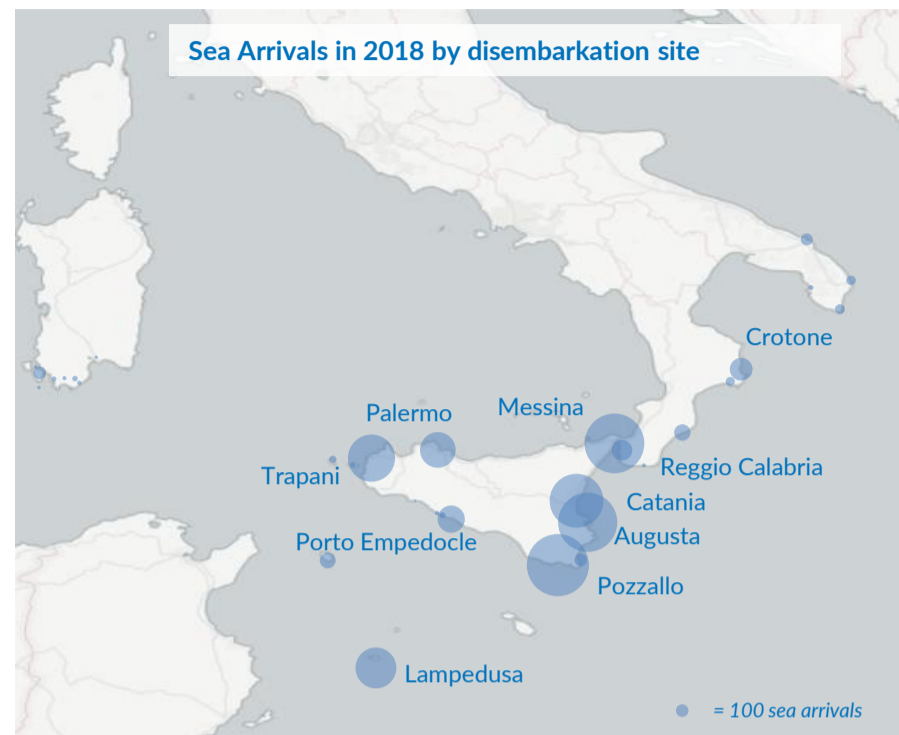 Sea Arrivals in 2018 by disembarkation site
Crotone
Messina
Palermo
Reggio Calabria
Trapani
Catania
Augusta
Porto Empedocle
Pozzallo
Lampedusa
= 100 sea arrivals